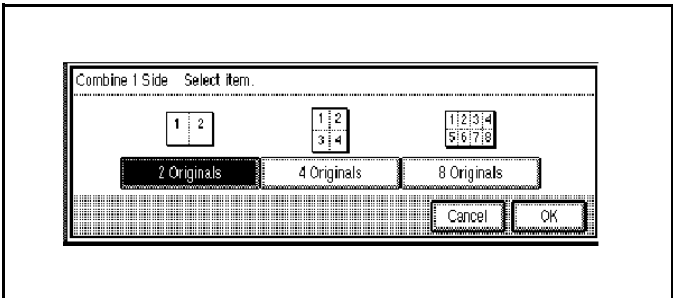 Combine 1 Side Select item.
1 2
1 2
3 4
1 2 3 4
5 6 7 8
2 Originals 4 Originals 8 Originals
Cancel OK